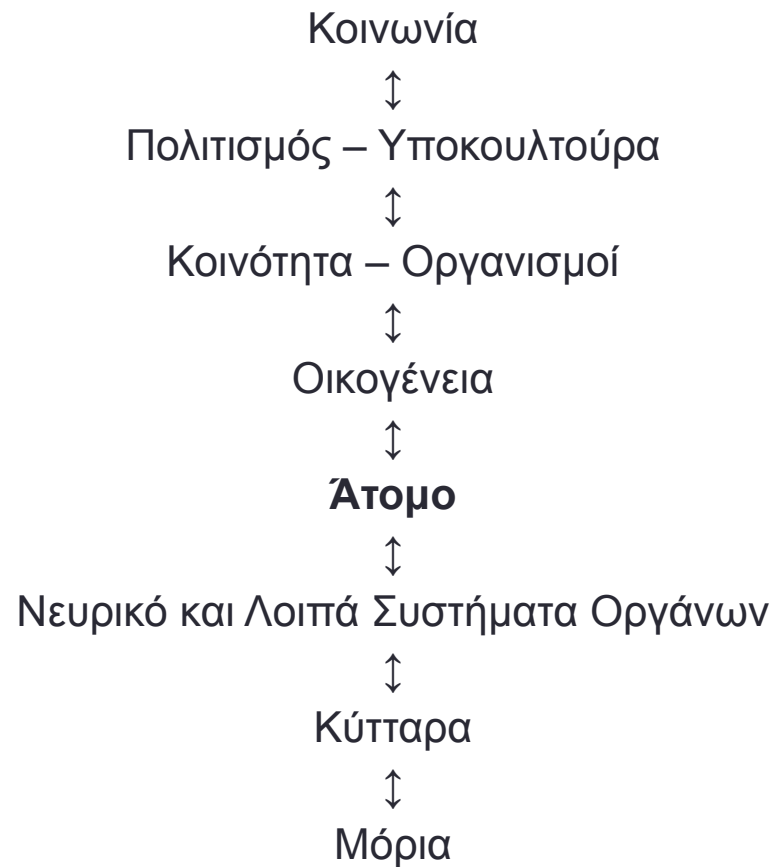 Κοινωνία
↕
Πολιτισμός – Υποκουλτούρα
↕
Κοινότητα – Οργανισμοί
↕
Οικογένεια
↕
Άτομο
↕
Νευρικό και Λοιπά Συστήματα Οργάνων
↕
Κύτταρα
↕
Μόρια